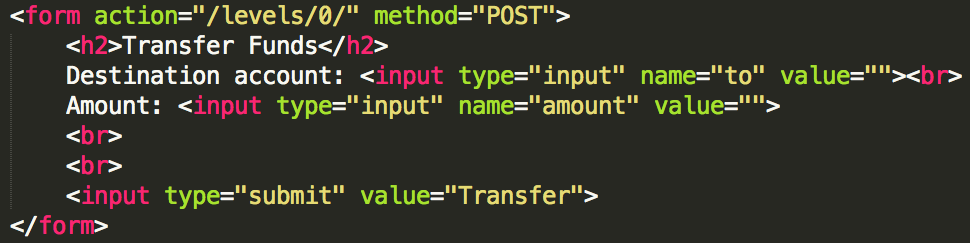 <form action="/levels/0/" method="POST">
    <h2>Transfer Funds</h2>
    Destination account: <input type="input" name="to" value=""><br>
    Amount: <input type="input" name="amount" value="">
    <br>
    <br>
    <input type="submit" value="Transfer">
</form>